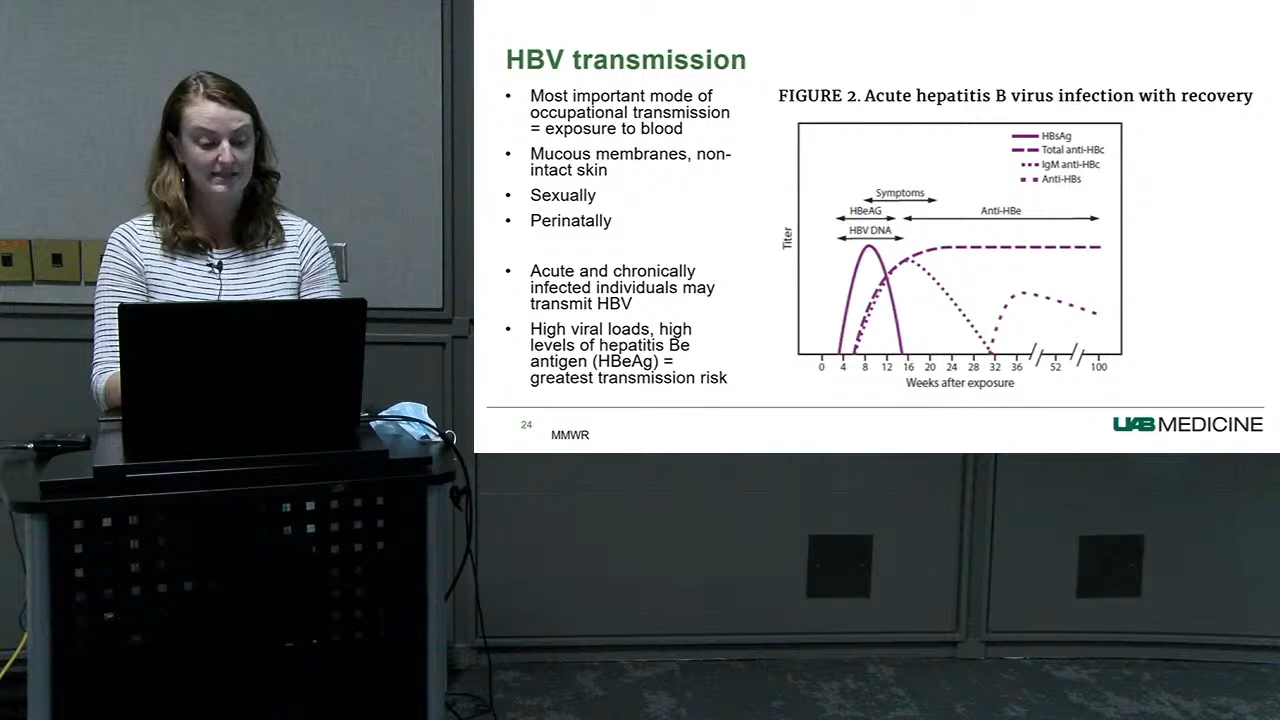 HBV transmission
• Most important mode of
occupational transmission
= exposure to blood
• Mucous membranes, non-
intact skin
• Sexually
• Perinatally
• Acute and chronically
infected individuals may
transmit HBV
• High viral loads, high
levels of hepatitis Be
antigen (HBeAg) =
greatest transmission risk
FIGURE 2. Acute hepatitis B virus infection with recovery
HBsAg
Total anti-HBc
IgM anti-HBc
Anti-HBs
Symptoms
HBeAG
Anti-HBe
HBV DNA
Titer
0 4 8 12 16 20 24 28 32 36 52 100
Weeks after exposure
24
MMWR
UAB MEDICINE